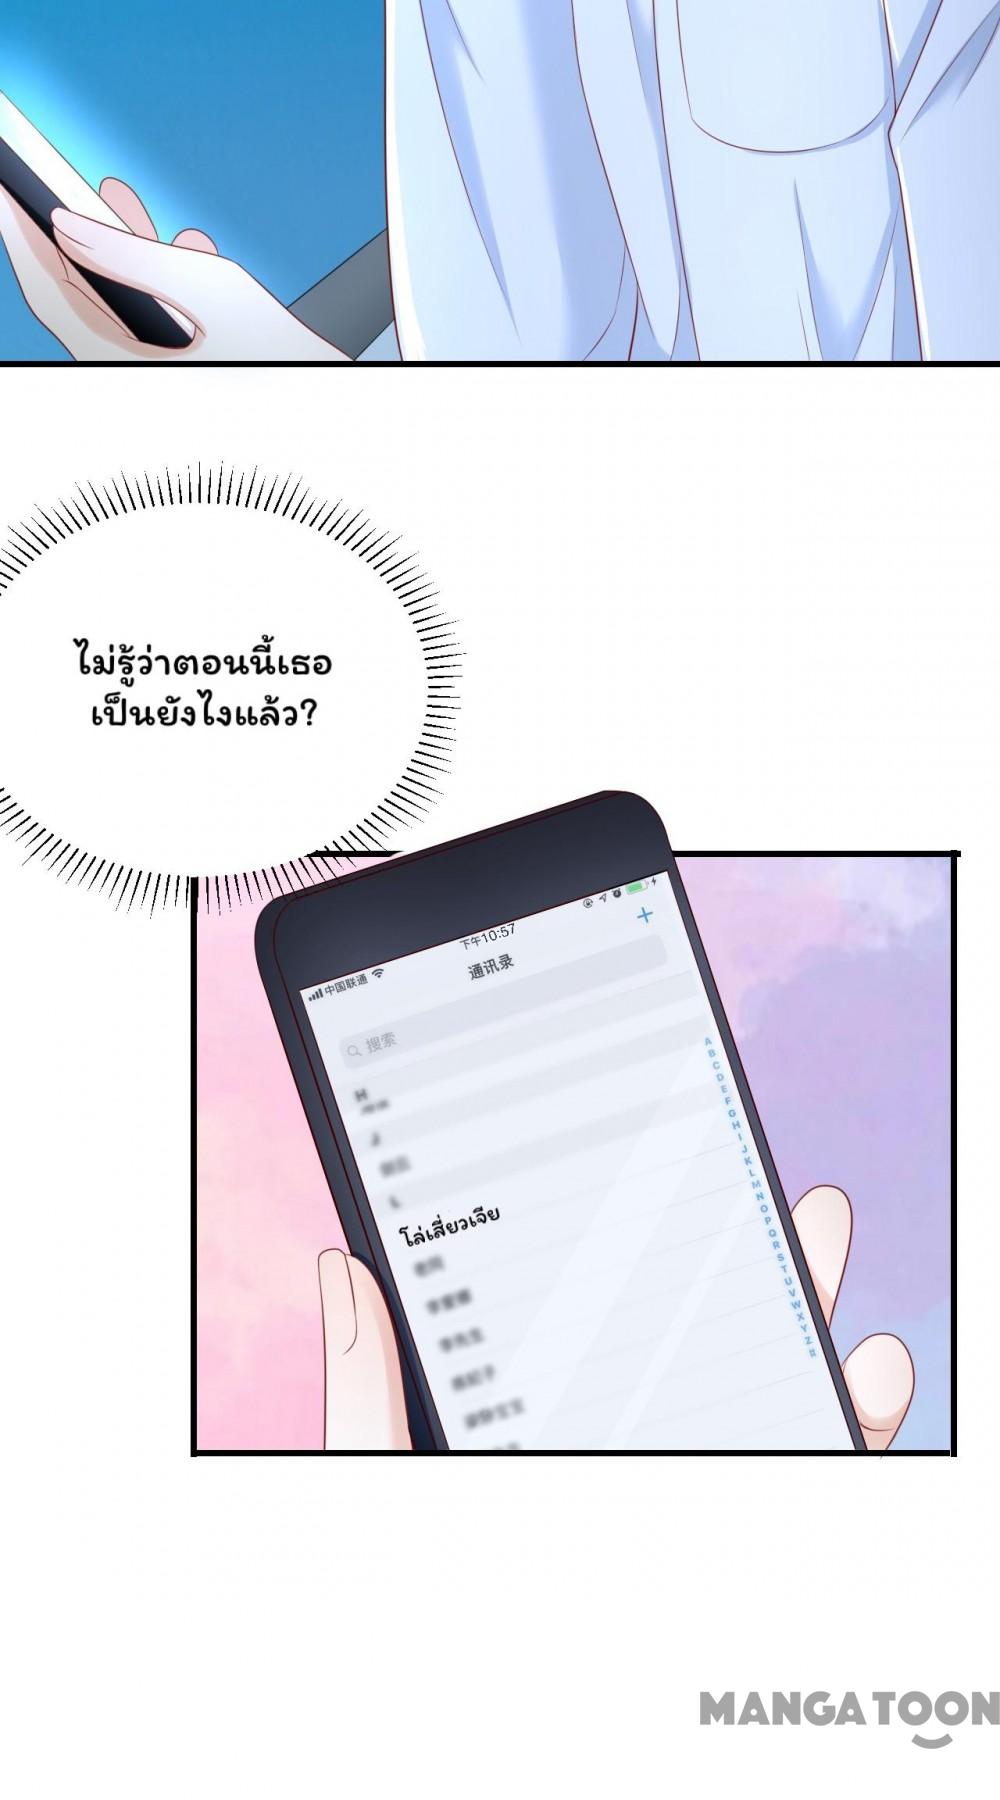 ไม่รู้ว่าตอนนี้เธอ
เป็นยังไงแล้ว?
中国联通
下午10:57
通讯录
+
搜索
H
J
L
โล่เสี่ยวเจีย
A
B
C
D
E
F
G
H
I
J
K
L
M
N
O
P
Q
R
S
T
U
V
W
X
Y
Z
#
MANGATOON